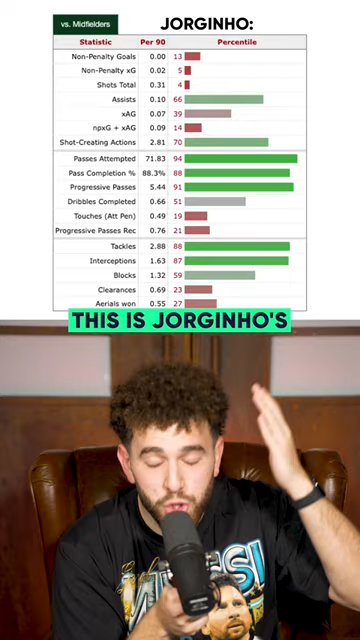 vs. Midfielders
JORGINHO:
Statistic Per 90 Percentile
Non-Penalty Goals 0.00 13
Non-Penalty xG 0.02 5
Shots Total 0.31 4
Assists 0.10 66
xAG 0.07 39
npxG + xAG 0.09 14
Shot-Creating Actions 2.81 70
Passes Attempted 71.83 94
Pass Completion % 88.3% 88
Progressive Passes 5.44 91
Dribbles Completed 0.66 51
Touches (Att Pen) 0.49 19
Progressive Passes Rec 0.76 21
Tackles 2.88 88
Interceptions 1.63 87
Blocks 1.32 59
Clearances 0.69 23
Aerials won 0.55 27
THIS IS JORGINHO'S